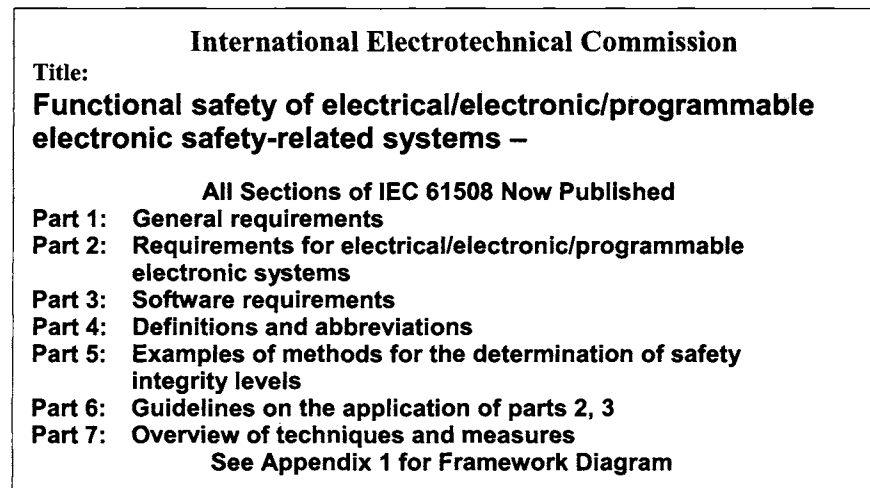 International Electrotechnical Commission
Title:
Functional safety of electrical/electronic/programmable
electronic safety-related systems –
All Sections of IEC 61508 Now Published
Part 1: General requirements
Part 2: Requirements for electrical/electronic/programmable
electronic systems
Part 3: Software requirements
Part 4: Definitions and abbreviations
Part 5: Examples of methods for the determination of safety
integrity levels
Part 6: Guidelines on the application of parts 2, 3
Part 7: Overview of techniques and measures
See Appendix 1 for Framework Diagram